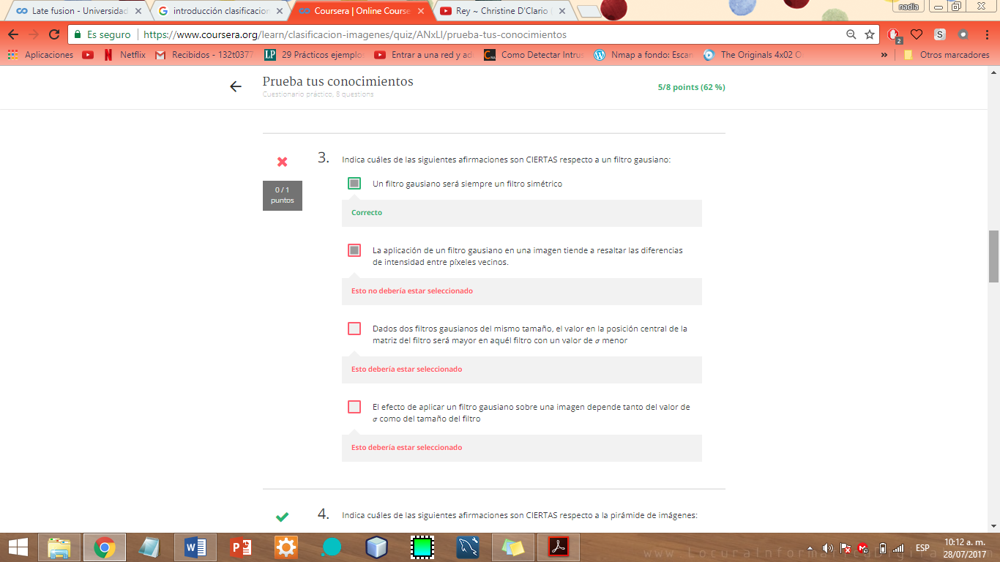 Late fusion - Universidad
introducción clasificacion
Coursera | Online Course
Rey ~ Christine D'Clario (
nadia
Es seguro
https://www.coursera.org/learn/clasificacion-imagenes/quiz/ANxLI/prueba-tus-conocimientos
2
Aplicaciones
Netflix
Recibidos - 132t0377
29 Prácticos ejemplo
Entrar a una red y ad
Como Detectar Intrus
Nmap a fondo: Escan
The Originals 4x02 O
»
Otros marcadores
Prueba tus conocimientos
Cuestionario práctico, 8 questions
5/8 points (62 %)
0 / 1
puntos
3.
Indica cuáles de las siguientes afirmaciones son CIERTAS respecto a un filtro gausiano:
Un filtro gausiano será siempre un filtro simétrico
Correcto
La aplicación de un filtro gausiano en una imagen tiende a resaltar las diferencias
de intensidad entre píxeles vecinos.
Esto no debería estar seleccionado
Dados dos filtros gausianos del mismo tamaño, el valor en la posición central de la
matriz del filtro será mayor en aquél filtro con un valor de σ menor
Esto debería estar seleccionado
El efecto de aplicar un filtro gausiano sobre una imagen depende tanto del valor de
σ como del tamaño del filtro
Esto debería estar seleccionado
4.
Indica cuáles de las siguientes afirmaciones son CIERTAS respecto a la pirámide de imágenes:
ESP
10:12 a. m.
28/07/2017